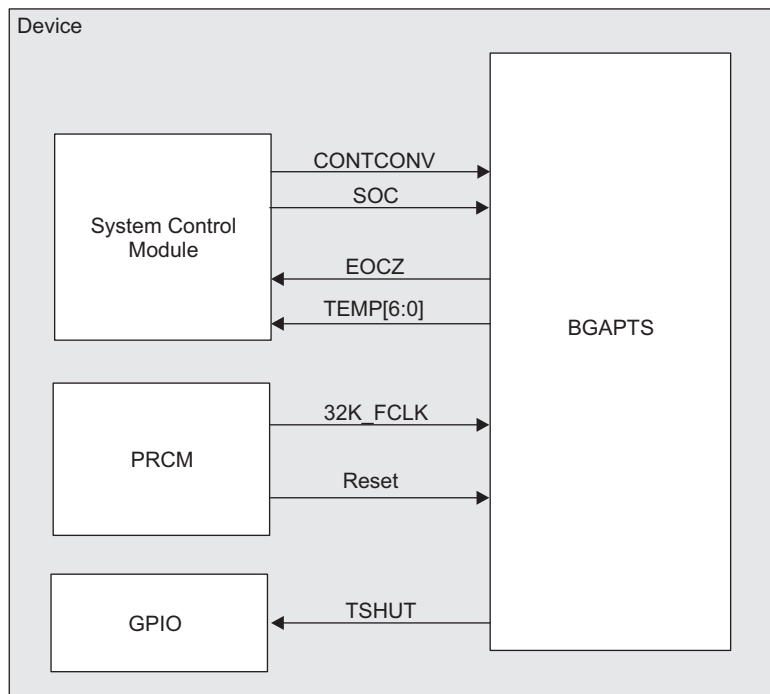 Device
CONTCONV
SOC
System Control
Module
EOCZ
TEMP[6:0]
BGAPTS
32K_FCLK
PRCM
Reset
TSHUT
GPIO